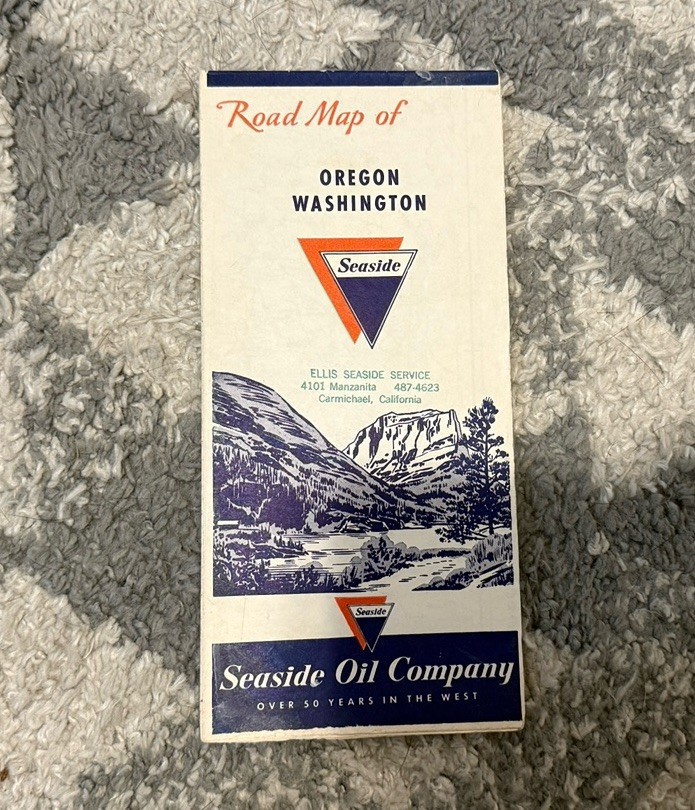 Road Map of
OREGON
WASHINGTON
Seaside
ELLIS SEASIDE SERVICE
4101 Manzanita 487-4623
Carmichael, California
Seaside
Seaside Oil Company
OVER 50 YEARS IN THE WEST